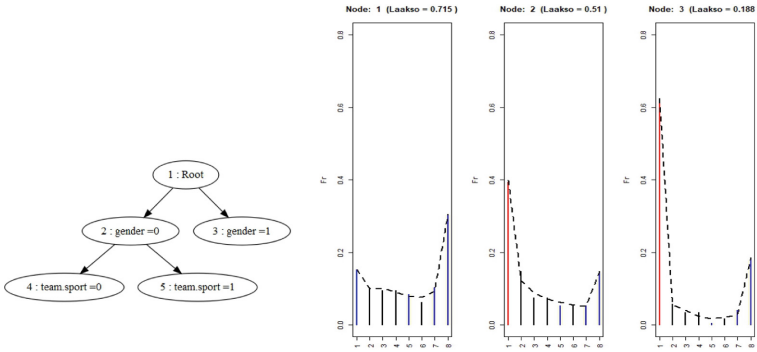 Node: 1 (Laakso = 0.715 )
Node: 2 (Laakso = 0.51 )
Node: 3 (Laakso = 0.188
1 : Root
2 : gender =0
3 : gender =1
4 : team.sport =0
5 : team.sport =1
Fr
0.0
0.2
0.4
0.6
0.8
1 2 3 4 5 6 7 8
Fr
0.0
0.2
0.4
0.6
0.8
1 2 3 4 5 6 7 8
Fr
0.0
0.2
0.4
0.6
0.8
1 2 3 4 5 6 7 8